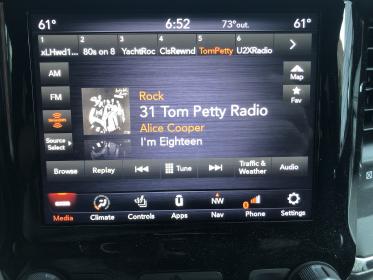 61° 6:52 73° out. 61°
1 2 3 4 5 6
xLHwd1... 80s on 8 YachtRoc ClsRewnd TomPetty U2XRadio
AM
Map
FM
Fav
Rock
31 Tom Petty Radio
Alice Cooper
I'm Eighteen
Source
Select
Browse Replay Tune Traffic & Weather Audio
NW
Media Climate Controls Apps Nav Phone Settings